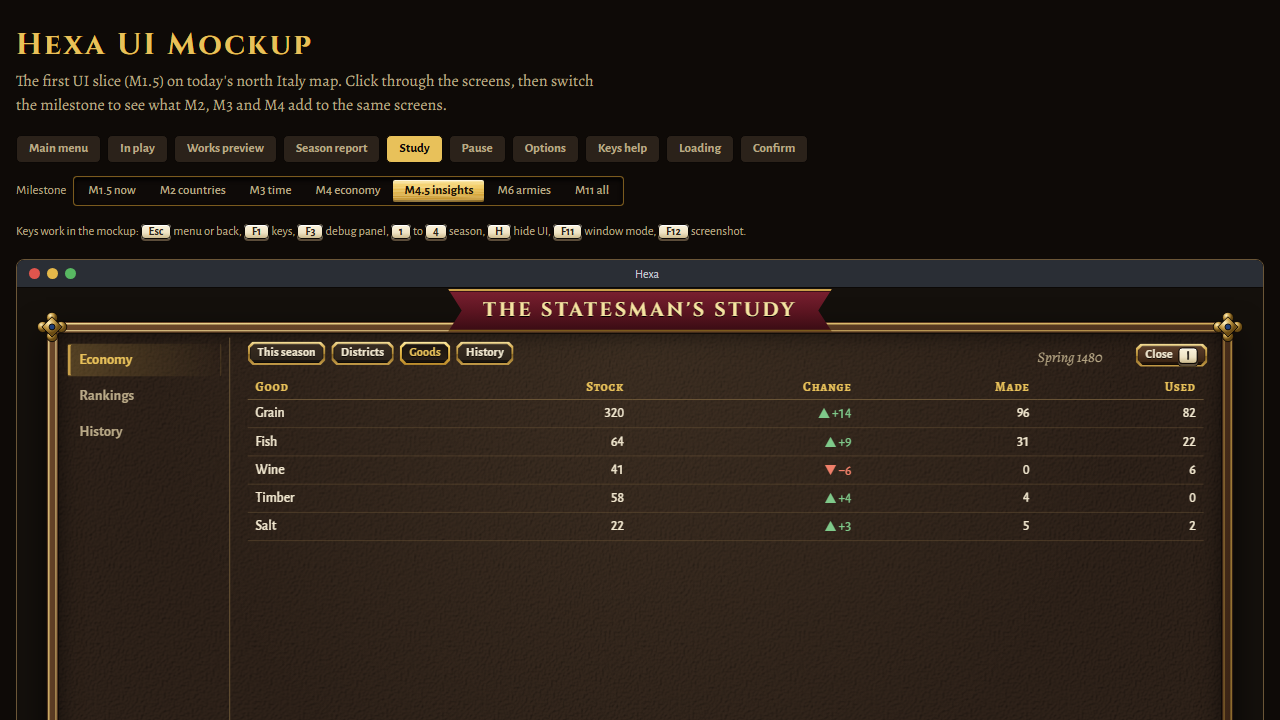 Hexa UI Mockup
The first UI slice (M1.5) on today's north Italy map. Click through the screens, then switch
the milestone to see what M2, M3 and M4 add to the same screens.
Main menu In play Works preview Season report Study Pause Options Keys help Loading Confirm
Milestone M1.5 now M2 countries M3 time M4 economy M4.5 insights M6 armies M11 all
Keys work in the mockup: Esc menu or back, F1 keys, F3 debug panel, 1 to 4 season, H hide UI, F11 window mode, F12 screenshot.
Hexa
The Statesman's Study
Economy
Rankings
History
This season Districts Goods History
Spring 1480
Close I
Good Stock Change Made Used
Grain 320 ▲+14 96 82
Fish 64 ▲+9 31 22
Wine 41 ▼−6 0 6
Timber 58 ▲+4 4 0
Salt 22 ▲+3 5 2